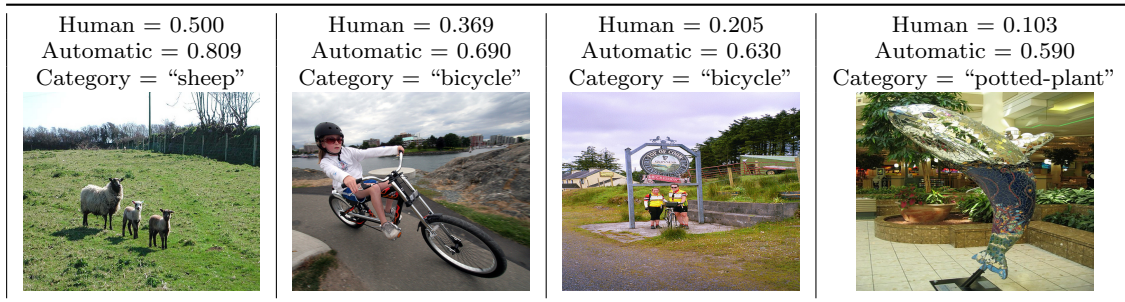 Human = 0.500
Automatic = 0.809
Category = “sheep”
Human = 0.369
Automatic = 0.690
Category = “bicycle”
Human = 0.205
Automatic = 0.630
Category = “bicycle”
Human = 0.103
Automatic = 0.590
Category = “potted-plant”